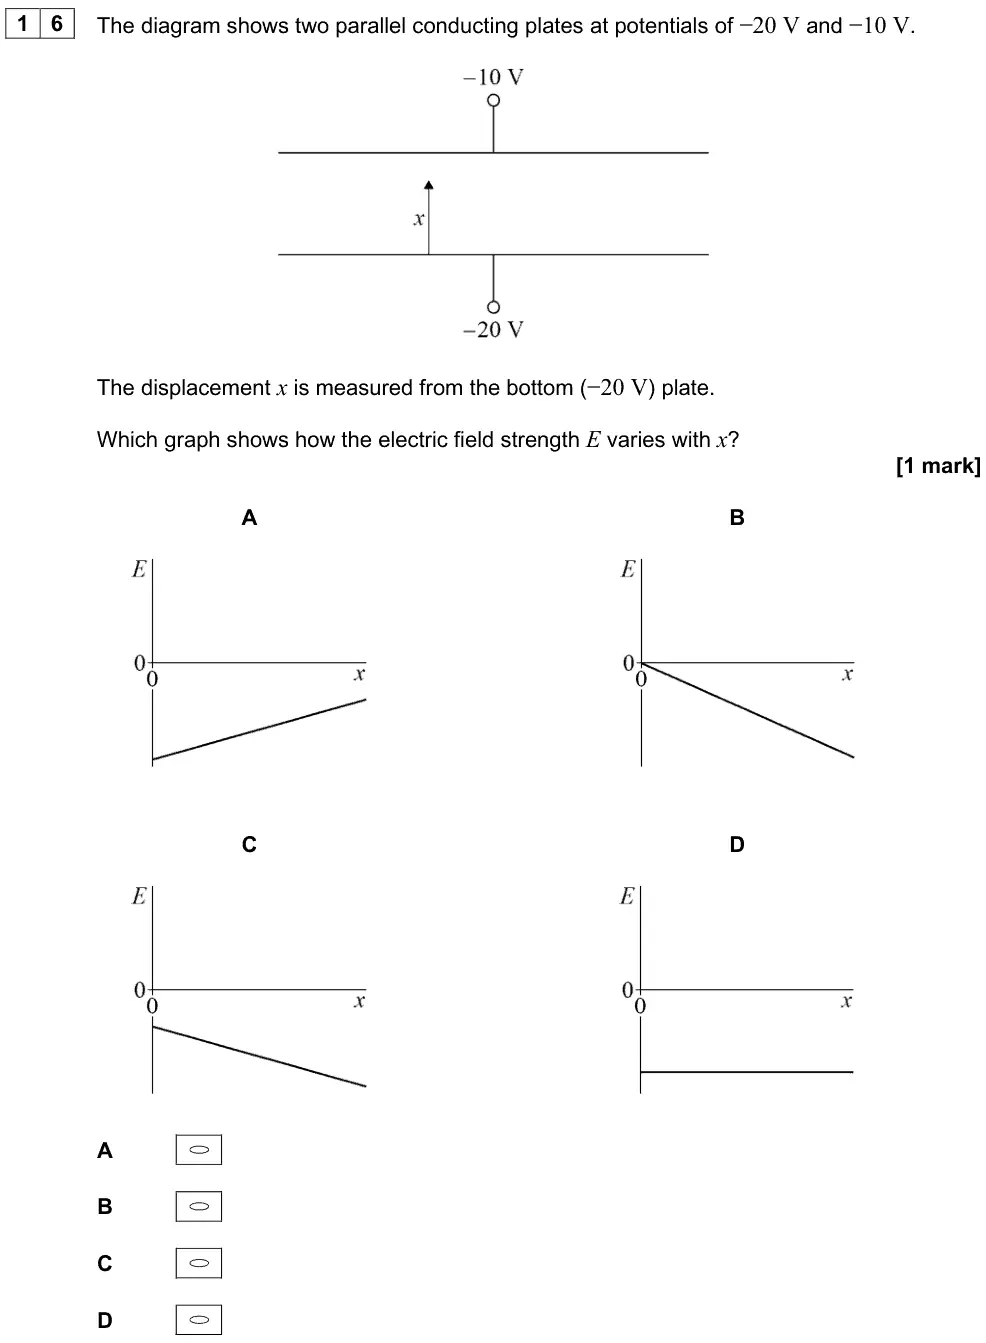 1 6 The diagram shows two parallel conducting plates at potentials of −20 V and −10 V.
−10 V
x
−20 V
The displacement x is measured from the bottom (−20 V) plate.
Which graph shows how the electric field strength E varies with x?
[1 mark]
A B
E E
0 0
0 x 0 x
C D
E E
0 0
0 x 0 x
A
B
C
D